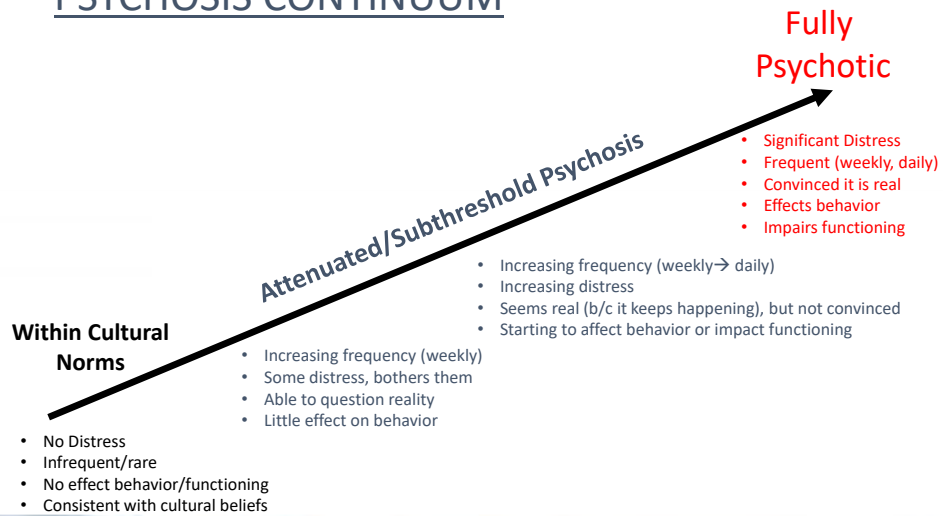 PSYCHOSIS CONTINUUM
Fully
Psychotic
• Significant Distress
• Frequent (weekly, daily)
• Convinced it is real
• Effects behavior
• Impairs functioning
Attenuated/Subthreshold Psychosis
• Increasing frequency (weekly→ daily)
• Increasing distress
• Seems real (b/c it keeps happening), but not convinced
• Starting to affect behavior or impact functioning
Within Cultural
Norms
• Increasing frequency (weekly)
• Some distress, bothers them
• Able to question reality
• Little effect on behavior
• No Distress
• Infrequent/rare
• No effect behavior/functioning
• Consistent with cultural beliefs